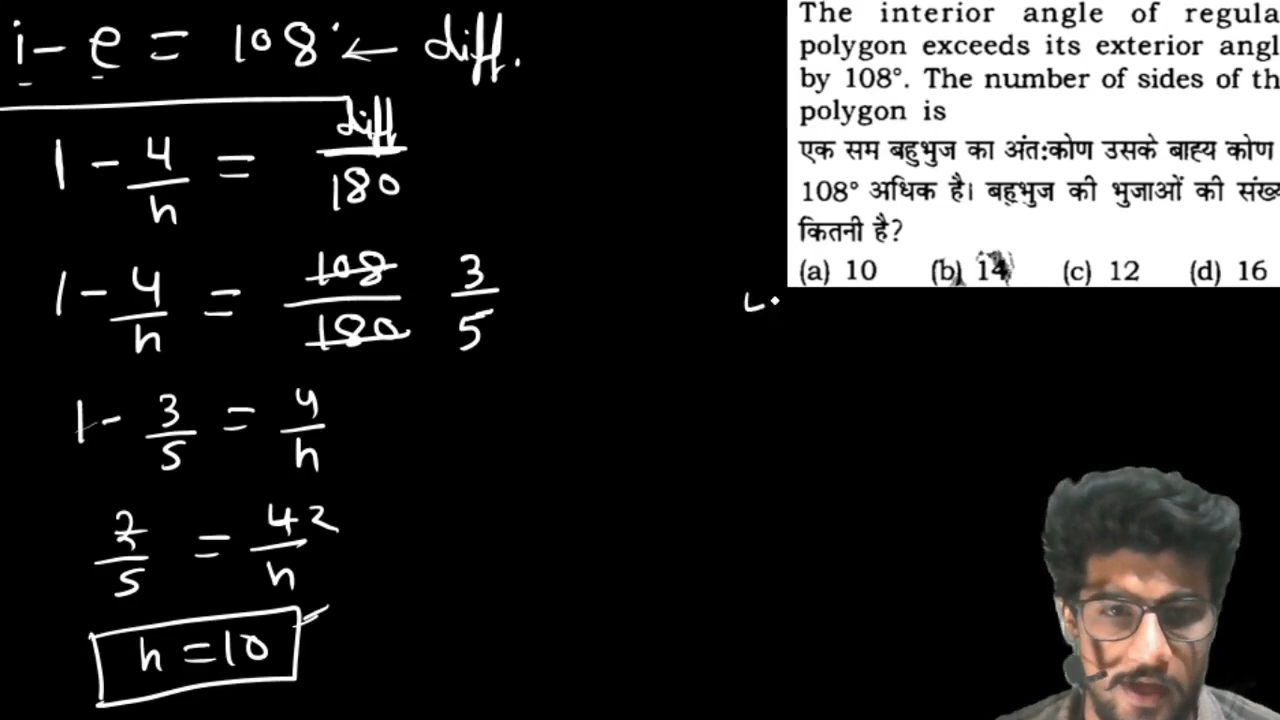 i - e = 108° ← diff.
1 - 4/n = diff/180
1 - 4/n = 108/180 3/5
1 - 3/5 = 4/n
2/5 = 4 2/n
n = 10
The interior angle of regula
polygon exceeds its exterior angl
by 108°. The number of sides of th
polygon is
एक सम बहुभुज का अंत:कोण उसके बाह्य कोण
108° अधिक है। बहुभुज की भुजाओं की संख्य
कितनी है?
(a) 10 (b) 14 (c) 12 (d) 16